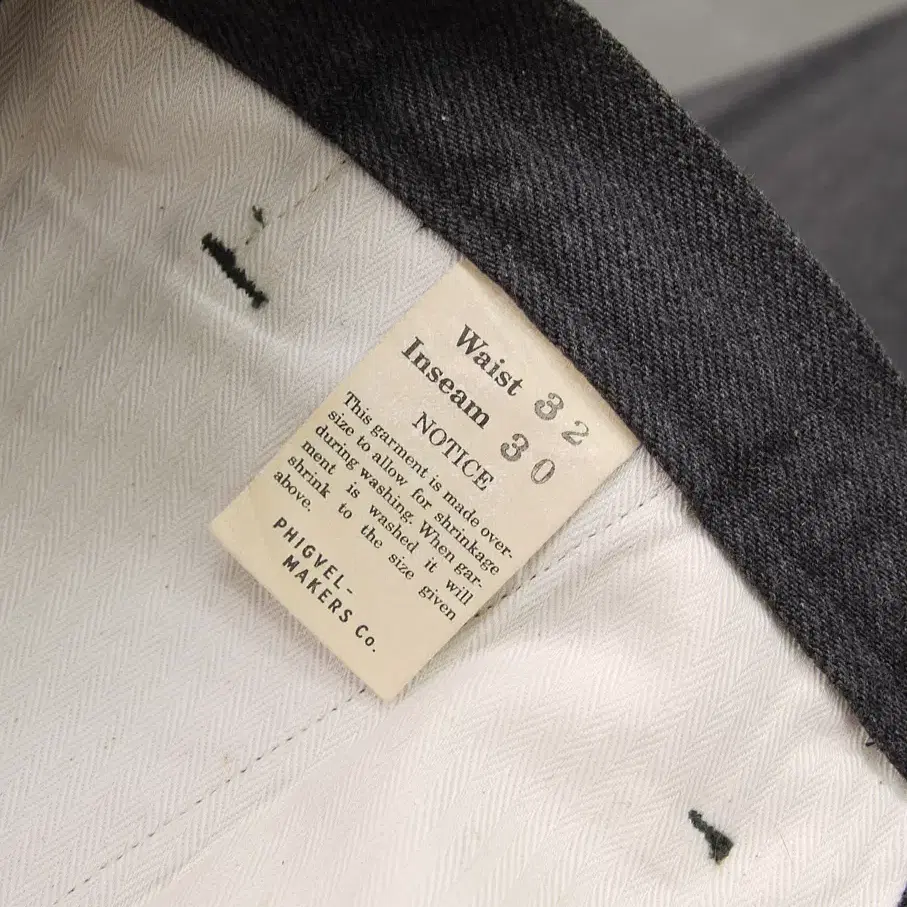 Waist 32
Inseam 30
NOTICE
This garment is made over-
size to allow for shrinkage
during washing. When gar-
ment is washed it will
shrink to the size given
above.
PHIGVEL-
MAKERS Co.